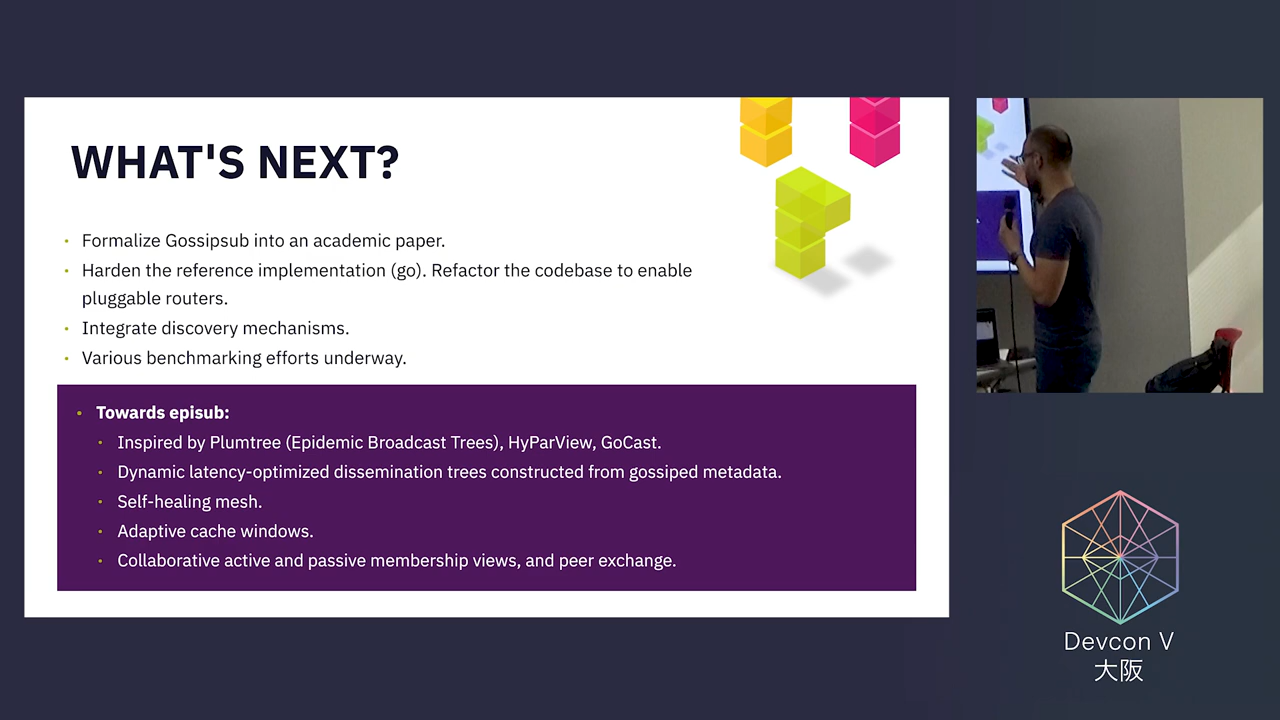 WHAT'S NEXT?
• Formalize Gossipsub into an academic paper.
• Harden the reference implementation (go). Refactor the codebase to enable
pluggable routers.
• Integrate discovery mechanisms.
• Various benchmarking efforts underway.
• Towards episub:
• Inspired by Plumtree (Epidemic Broadcast Trees), HyParView, GoCast.
• Dynamic latency-optimized dissemination trees constructed from gossiped metadata.
• Self-healing mesh.
• Adaptive cache windows.
• Collaborative active and passive membership views, and peer exchange.
Devcon V
大阪